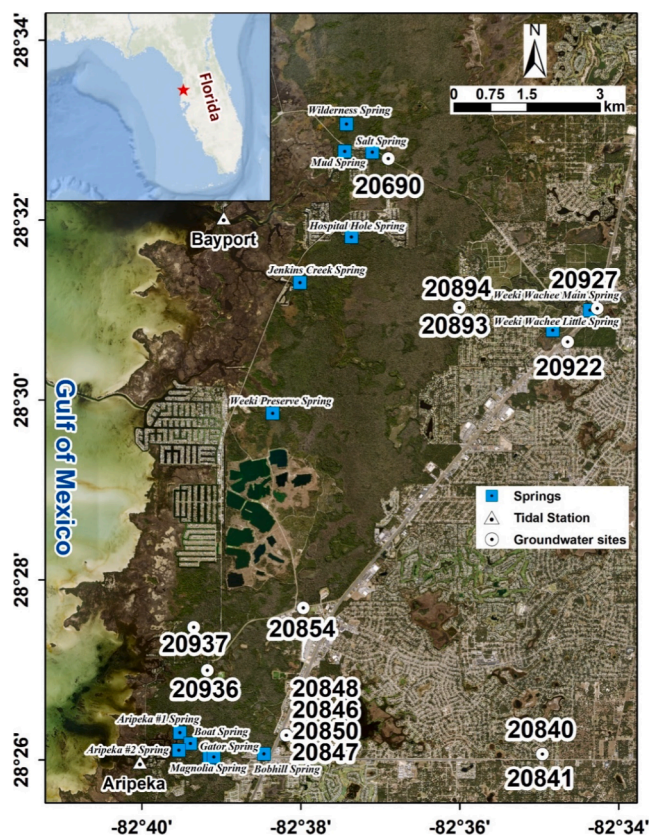 28°34'
28°32'
28°30'
28°28'
28°26'
Florida
N
0 0.75 1.5 3
km
Wilderness Spring
Salt Spring
Mud Spring
20690
Bayport
Hospital Hole Spring
Jenkins Creek Spring
20894
20893
20927
Weeki Wachee Main Spring
Weeki Wachee Little Spring
20922
Weeki Preserve Spring
Gulf of Mexico
Springs
Tidal Station
Groundwater sites
20937
20854
20936
20848
20846
20850
20847
Aripeka #1 Spring
Boat Spring
Aripeka #2 Spring
Gator Spring
Magnolia Spring
Bobhill Spring
Aripeka
20840
20841
-82°40'
-82°38'
-82°36'
-82°34'